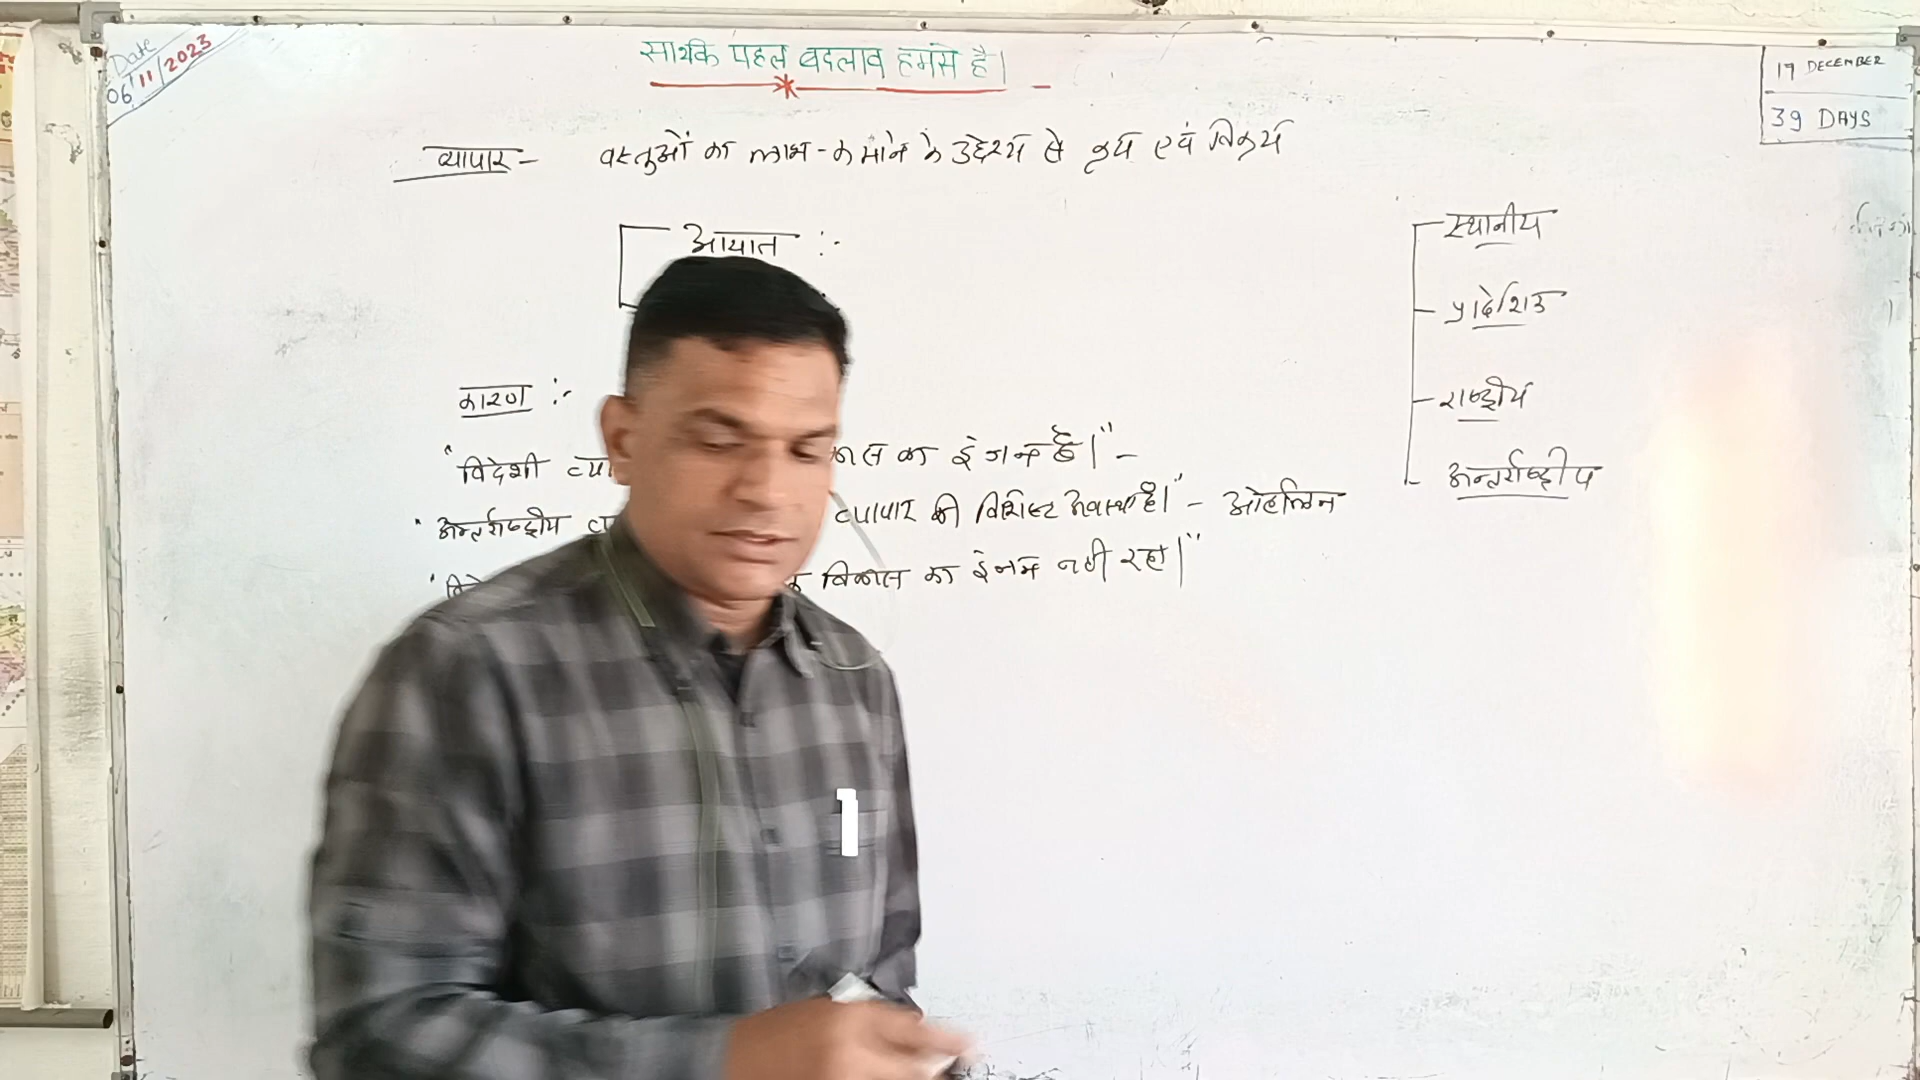 Date
06/11/2023
सार्थक पहल बदलाव हमसे है।
17 DECEMBER
39 DAYS
व्यापार - वस्तुओं का लाभ-कमाने के उद्देश्य से क्रय एवं विक्रय
आयात :-
स्थानीय
प्रादेशिक
राष्ट्रीय
अन्तर्राष्ट्रीय
कारण :-
"विदेशी का इंजन है।" -
"अन्तर्राष्ट्रीय व्यापार की विशिष्ट अवस्था है।" - ओहलिन
विकास का इंजन नही रहा।"